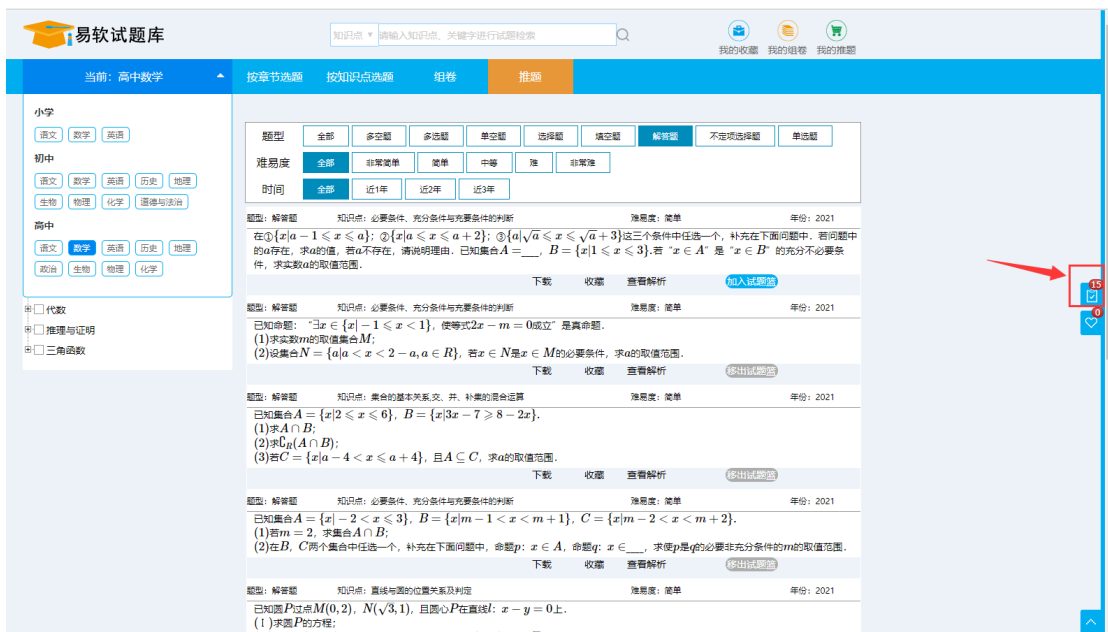 易软试题库
知识点 ▼ 请输入知识点、关键字进行试题检索
我的收藏 我的组卷 我的推题
当前：高中数学 按章节选题 按知识点选题 组卷 推题
小学
语文 数学 英语
初中
语文 数学 英语 历史 地理
生物 物理 化学 道德与法治
高中
语文 数学 英语 历史 地理
政治 生物 物理 化学
代数
推理与证明
三角函数
题型 全部 多空题 多选题 单空题 选择题 填空题 解答题 不定项选择题 单选题
难易度 全部 非常简单 简单 中等 难 非常难
时间 全部 近1年 近2年 近3年
题型：解答题 知识点：必要条件、充分条件与充要条件的判断 难易度：简单 年份：2021
在①{x|a − 1 ⩽ x ⩽ a}；②{x|a ⩽ x ⩽ a + 2}；③{a|√a ⩽ x ⩽ √a + 3}这三个条件中任选一个，补充在下面问题中．若问题中
的a存在，求a的值，若a不存在，请说明理由．已知集合A =___，B = {x|1 ⩽ x ⩽ 3}.若“x ∈ A”是“x ∈ B”的充分不必要条
件，求实数a的取值范围．
下载 收藏 查看解析 加入试题篮
15
0
题型：解答题 知识点：必要条件、充分条件与充要条件的判断 难易度：简单 年份：2021
已知命题：“∃x ∈ {x| − 1 ⩽ x < 1}，使等式2x − m = 0成立”是真命题．
(1)求实数m的取值集合M;
(2)设集合N = {a|a < x < 2 − a, a ∈ R}，若x ∈ N是x ∈ M的必要条件，求a的取值范围．
下载 收藏 查看解析 移出试题篮
题型：解答题 知识点：集合的基本关系,交、并、补集的混合运算 难易度：简单 年份：2021
已知集合A = {x|2 ⩽ x ⩽ 6}，B = {x|3x − 7 ⩾ 8 − 2x}.
(1)求A ∩ B;
(2)求∁R(A ∩ B);
(3)若C = {x|a − 4 < x ⩽ a + 4}，且A ⊆ C，求a的取值范围．
下载 收藏 查看解析 移出试题篮
题型：解答题 知识点：必要条件、充分条件与充要条件的判断 难易度：简单 年份：2021
已知集合A = {x| − 2 < x ⩽ 3}，B = {x|m − 1 < x < m + 1}，C = {x|m − 2 < x < m + 2}.
(1)若m = 2，求集合A ∩ B;
(2)在B，C两个集合中任选一个，补充在下面问题中，命题p：x ∈ A，命题q：x ∈___，求使p是q的必要非充分条件的m的取值范围．
下载 收藏 查看解析 移出试题篮
题型：解答题 知识点：直线与圆的位置关系及判定 难易度：简单 年份：2021
已知圆P过点M(0, 2)，N(√3, 1)，且圆心P在直线l：x − y = 0上．
(Ⅰ)求圆P的方程;